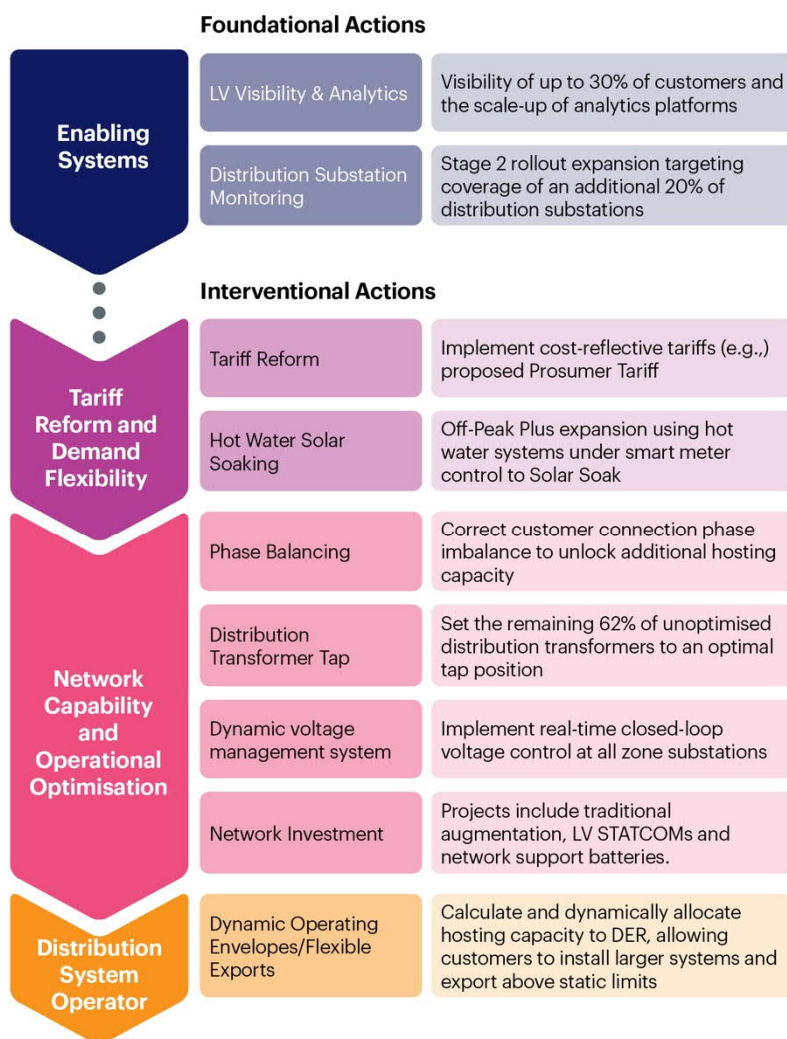 Foundational Actions
Enabling
Systems
LV Visibility & Analytics
Visibility of up to 30% of customers and
the scale-up of analytics platforms
Distribution Substation
Monitoring
Stage 2 rollout expansion targeting
coverage of an additional 20% of
distribution substations
Interventional Actions
Tariff
Reform and
Demand
Flexibility
Tariff Reform
Implement cost-reflective tariffs (e.g.,)
proposed Prosumer Tariff
Hot Water Solar
Soaking
Off-Peak Plus expansion using hot
water systems under smart meter
control to Solar Soak
Network
Capability
and
Operational
Optimisation
Phase Balancing
Correct customer connection phase
imbalance to unlock additional hosting
capacity
Distribution
Transformer Tap
Set the remaining 62% of unoptimised
distribution transformers to an optimal
tap position
Dynamic voltage
management system
Implement real-time closed-loop
voltage control at all zone substations
Network Investment
Projects include traditional
augmentation, LV STATCOMs and
network support batteries.
Distribution
System
Operator
Dynamic Operating
Envelopes/Flexible
Exports
Calculate and dynamically allocate
hosting capacity to DER, allowing
customers to install larger systems and
export above static limits